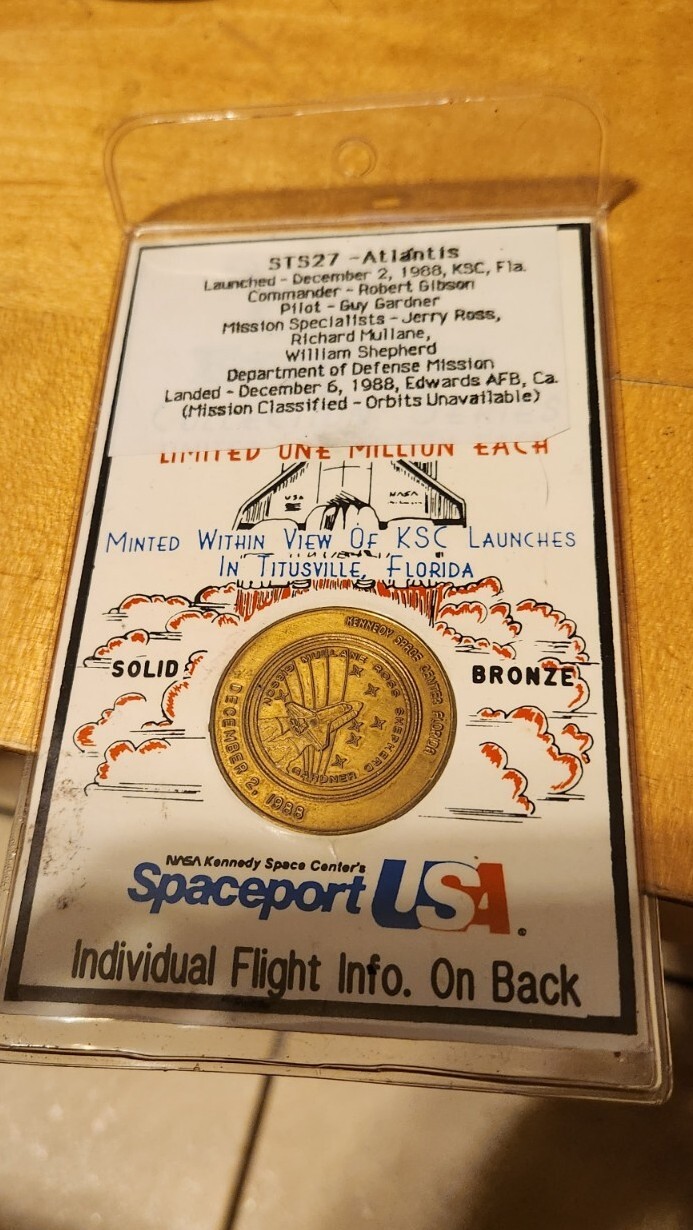 STS27 - Atlantis
Launched - December 2, 1988, KSC, Fla.
Commander - Robert Gibson
Pilot - Guy Gardner
Mission Specialists - Jerry Ross,
Richard Mullane,
William Shepherd
Department of Defense Mission
Landed - December 6, 1988, Edwards AFB, Ca.
(Mission Classified - Orbits Unavailable)
LIMITED ONE MILLION EACH
USA
NASA
MINTED WITHIN VIEW OF KSC LAUNCHES
IN TITUSVILLE, FLORIDA
SOLID
BRONZE
KENNEDY SPACE CENTER FLORIDA
MULLANE ROSS SHEPHERD
DECEMBER 2, 1988
NASA Kennedy Space Center's
Spaceport USA
Individual Flight Info. On Back